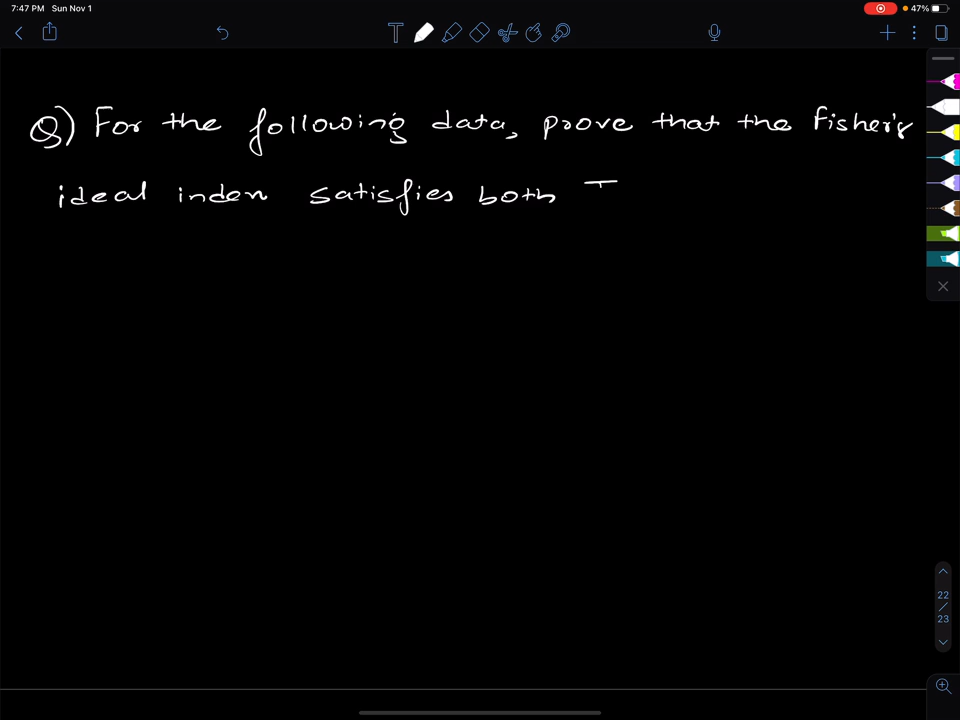 7:47 PM Sun Nov 1
47%
T
Q) For the following data, prove that the Fisher's
ideal index satisfies both T
22
/
23